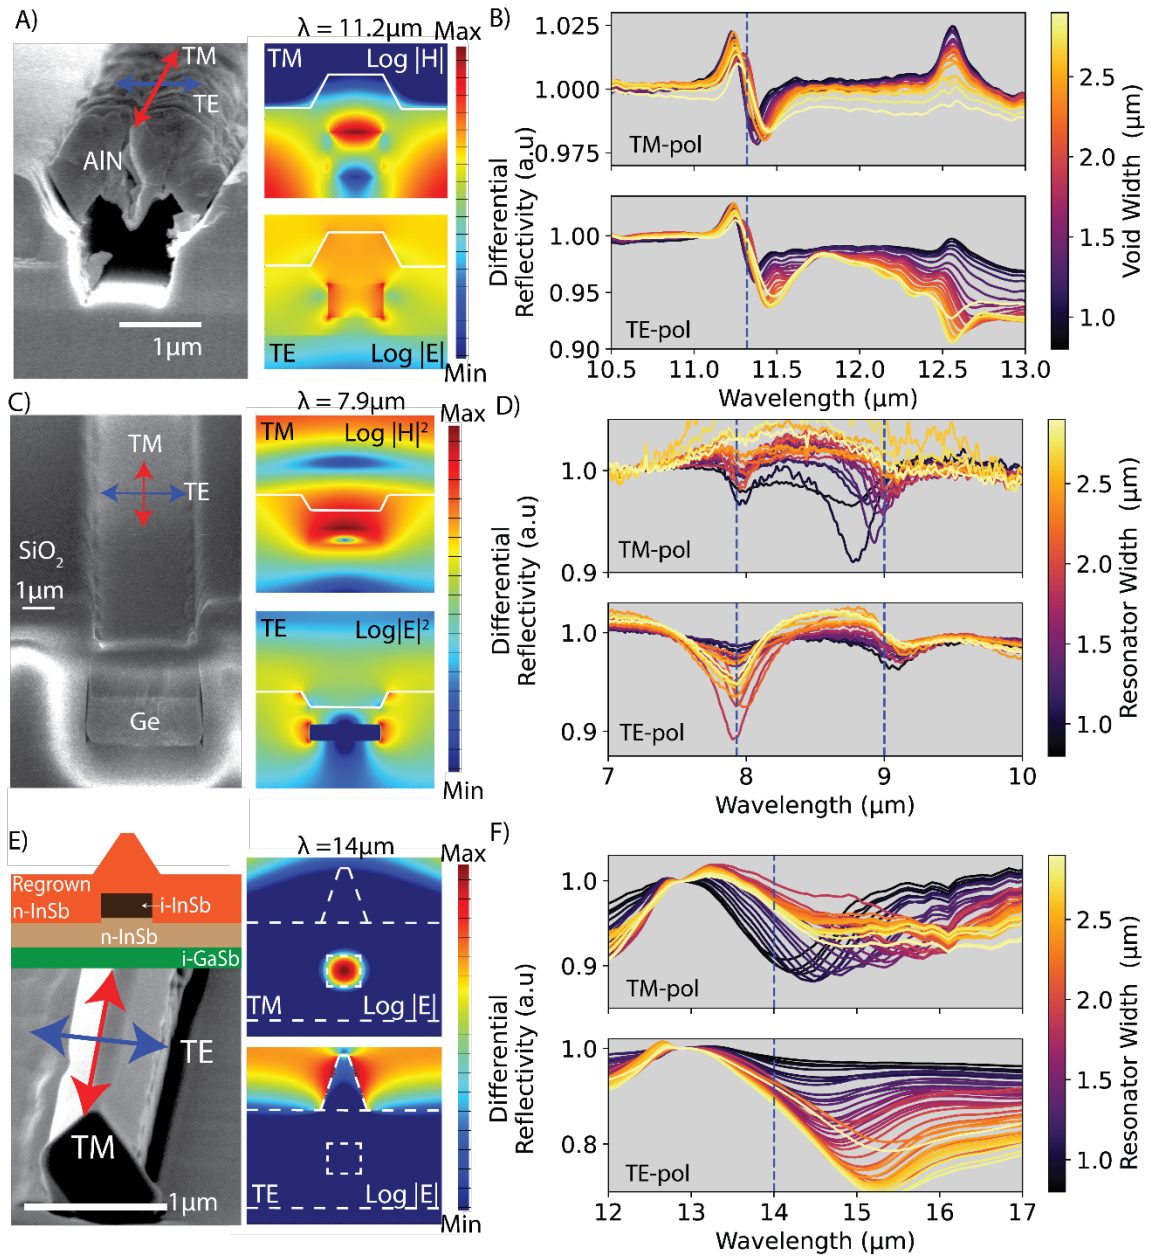 A)
TM
TE
AlN
1μm
λ = 11.2μm
TM
Log |H|
TE
Log |E|
Max
Min
B)
Differential
Reflectivity (a.u)
1.025
1.000
0.975
TM-pol
1.00
0.95
0.90
TE-pol
10.5
11.0
11.5
12.0
12.5
13.0
Wavelength (μm)
2.5
2.0
1.5
1.0
Void Width (μm)
C)
TM
TE
SiO2
1μm
Ge
λ = 7.9μm
TM
Log |H|²
TE
Log|E|²
Max
Min
D)
Differential
Reflectivity (a.u)
1.0
0.9
TM-pol
1.0
0.9
TE-pol
7
8
9
10
Wavelength (μm)
2.5
2.0
1.5
1.0
Resonator Width (μm)
E)
Regrown
n-InSb
i-InSb
n-InSb
i-GaSb
TE
TM
1μm
λ =14μm
TM
Log |E|
TE
Log|E|
Max
Min
F)
Differential
Reflectivity (a.u)
1.0
0.9
TM-pol
1.0
0.8
TE-pol
12
13
14
15
16
17
Wavelength (μm)
2.5
2.0
1.5
1.0
Resonator Width (μm)